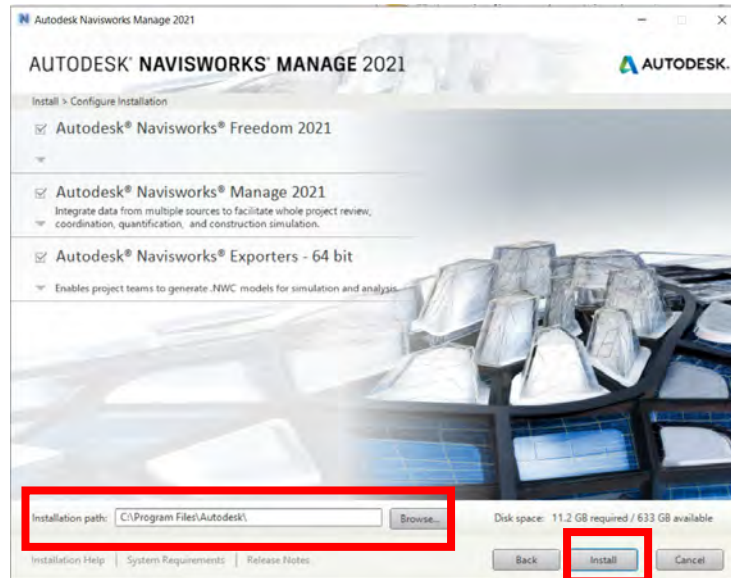 Autodesk Navisworks Manage 2021
AUTODESK® NAVISWORKS® MANAGE 2021
AUTODESK.
Install > Configure Installation
Autodesk® Navisworks® Freedom 2021
Autodesk® Navisworks® Manage 2021
Integrate data from multiple sources to facilitate whole project review,
coordination, quantification, and construction simulation.
Autodesk® Navisworks® Exporters - 64 bit
Enables project teams to generate .NWC models for simulation and analysis.
Installation path: C:\Program Files\Autodesk\ Browse... Disk space: 11.2 GB required / 633 GB available
Installation Help | System Requirements | Release Notes Back Install Cancel